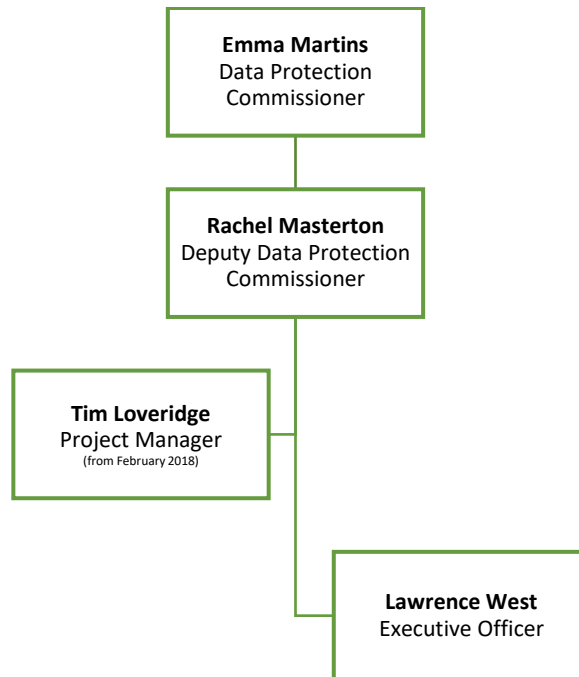 Emma Martins
Data Protection
Commissioner
Rachel Masterton
Deputy Data Protection
Commissioner
Tim Loveridge
Project Manager
(from February 2018)
Lawrence West
Executive Officer